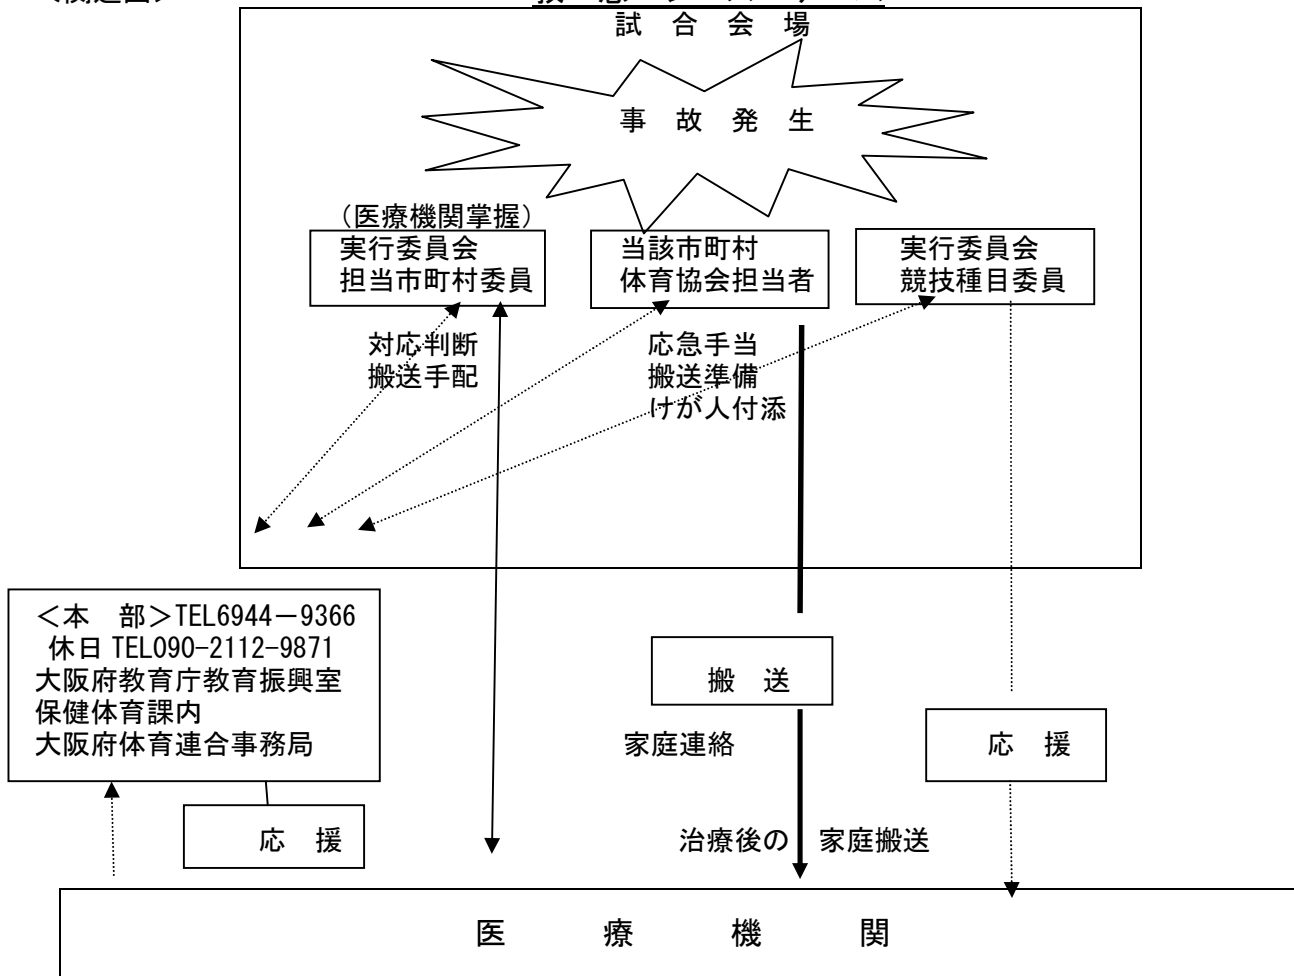 試　合　会　場
事　故　発　生
（医療機関掌握）
実行委員会
担当市町村委員
当該市町村
体育協会担当者
実行委員会
競技種目委員
対応判断
搬送手配
応急手当
搬送準備
けが人付添
＜本　部＞TEL6944－9366
休日 TEL090-2112-9871
大阪府教育庁教育振興室
保健体育課内
大阪府体育連合事務局
搬　送
家庭連絡
応　援
応　援
治療後の　家庭搬送
医　療　機　関